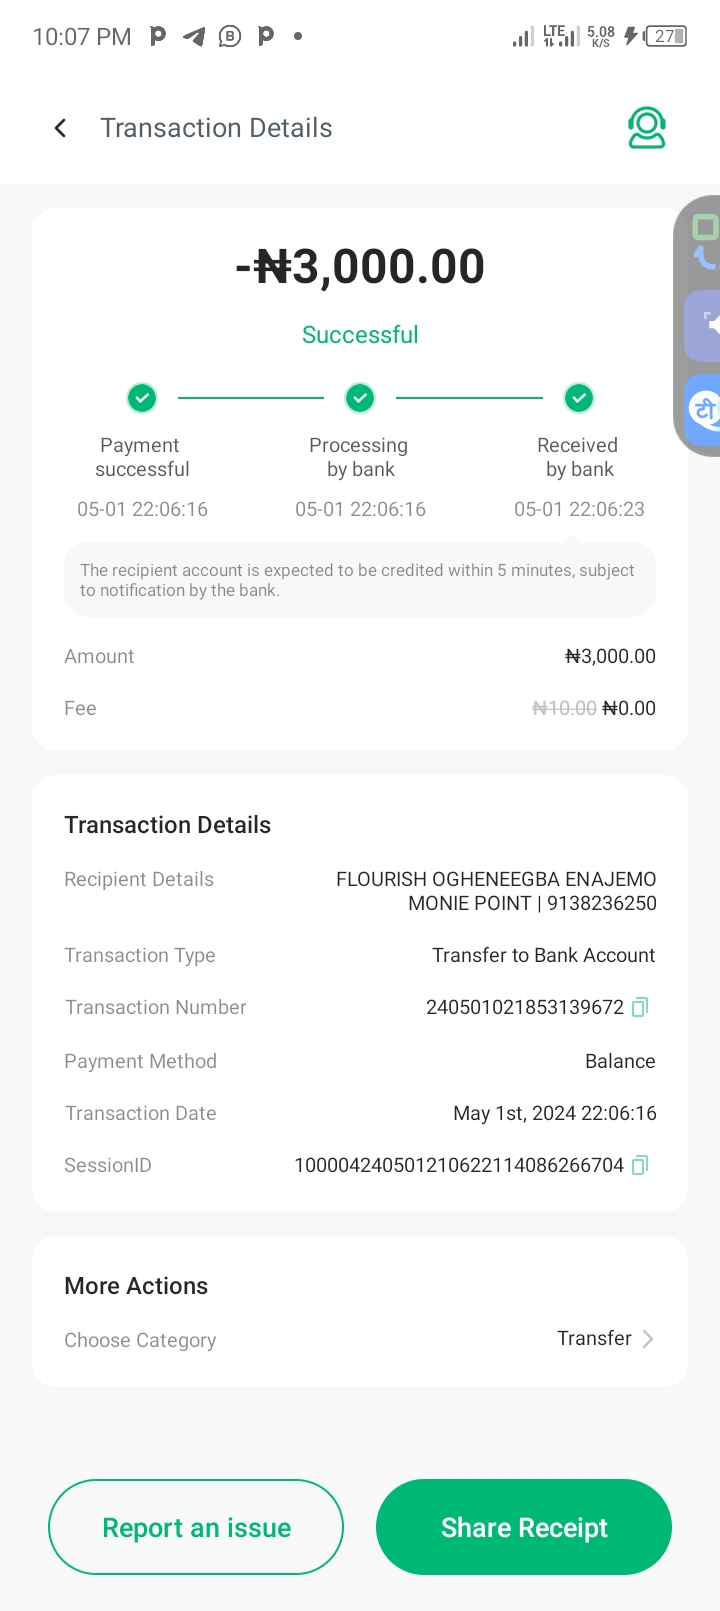 10:07 PM
LTE 5.08 K/S 27
Transaction Details
-₦3,000.00
Successful
Payment successful
Processing by bank
Received by bank
05-01 22:06:16
05-01 22:06:16
05-01 22:06:23
The recipient account is expected to be credited within 5 minutes, subject
to notification by the bank.
Amount ₦3,000.00
Fee ₦10.00 ₦0.00
Transaction Details
Recipient Details FLOURISH OGHENEEGBA ENAJEMO
MONIE POINT | 9138236250
Transaction Type Transfer to Bank Account
Transaction Number 240501021853139672
Payment Method Balance
Transaction Date May 1st, 2024 22:06:16
SessionID 100004240501210622114086266704
More Actions
Choose Category Transfer
Report an issue
Share Receipt
टी